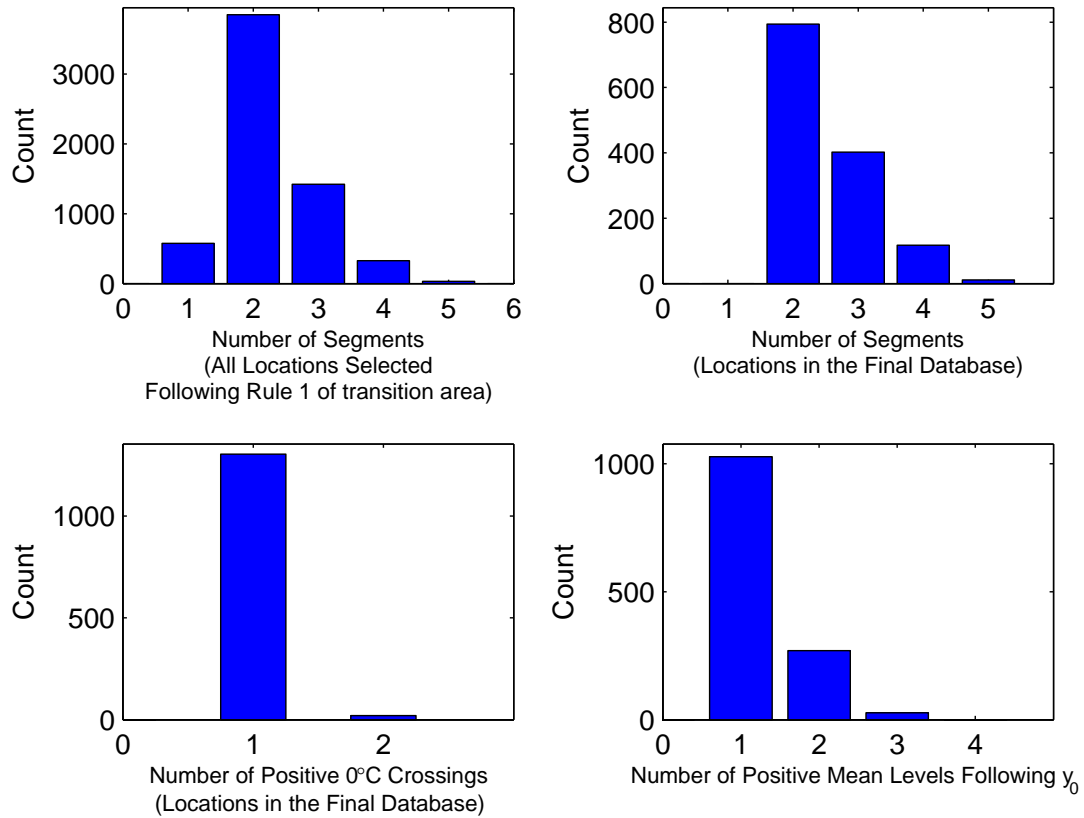 3000
2000
1000
0
Count
0 1 2 3 4 5 6
Number of Segments
(All Locations Selected
Following Rule 1 of transition area)
800
600
400
200
0
Count
0 1 2 3 4 5
Number of Segments
(Locations in the Final Database)
1000
500
0
Count
0 1 2
Number of Positive 0°C Crossings
(Locations in the Final Database)
1000
500
0
Count
0 1 2 3 4
Number of Positive Mean Levels Following y0